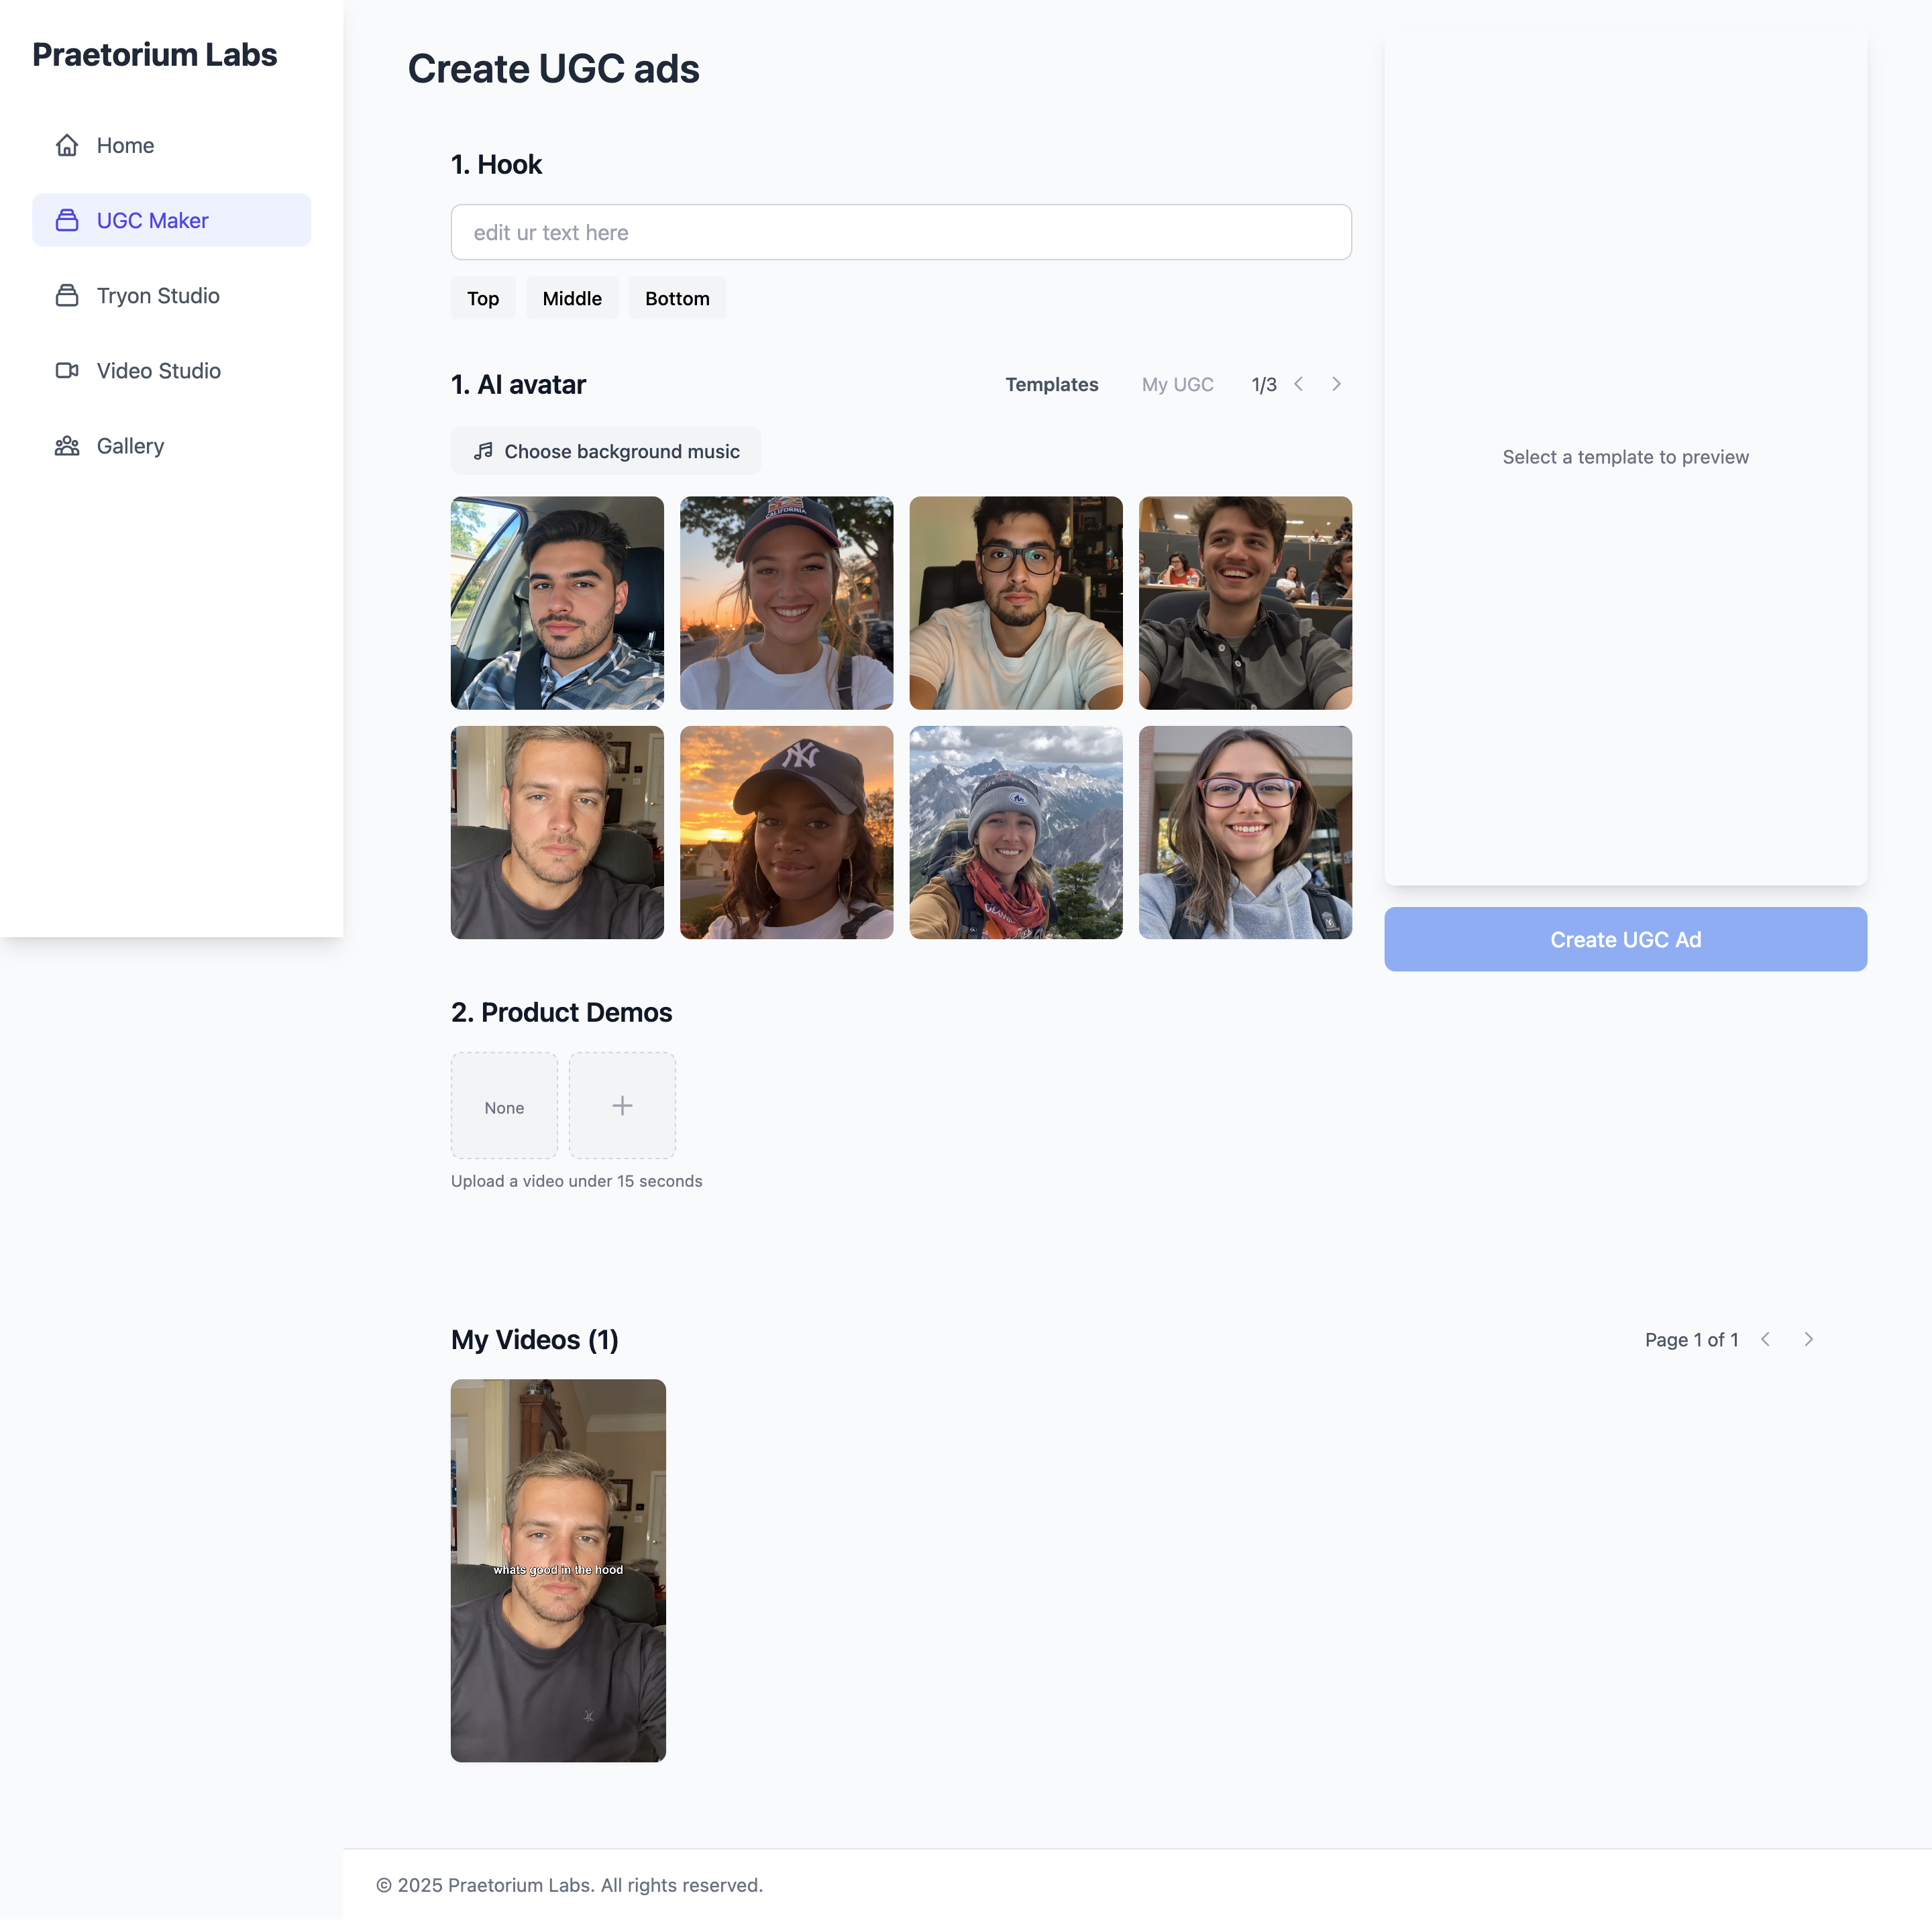 Praetorium Labs
Home
UGC Maker
Tryon Studio
Video Studio
Gallery
Create UGC ads
1. Hook
edit ur text here
Top
Middle
Bottom
1. AI avatar
Templates
My UGC
1/3
Choose background music
CALIFORNIA
NY
2. Product Demos
None
Upload a video under 15 seconds
Select a template to preview
Create UGC Ad
My Videos (1)
Page 1 of 1
whats good in the hood
© 2025 Praetorium Labs. All rights reserved.